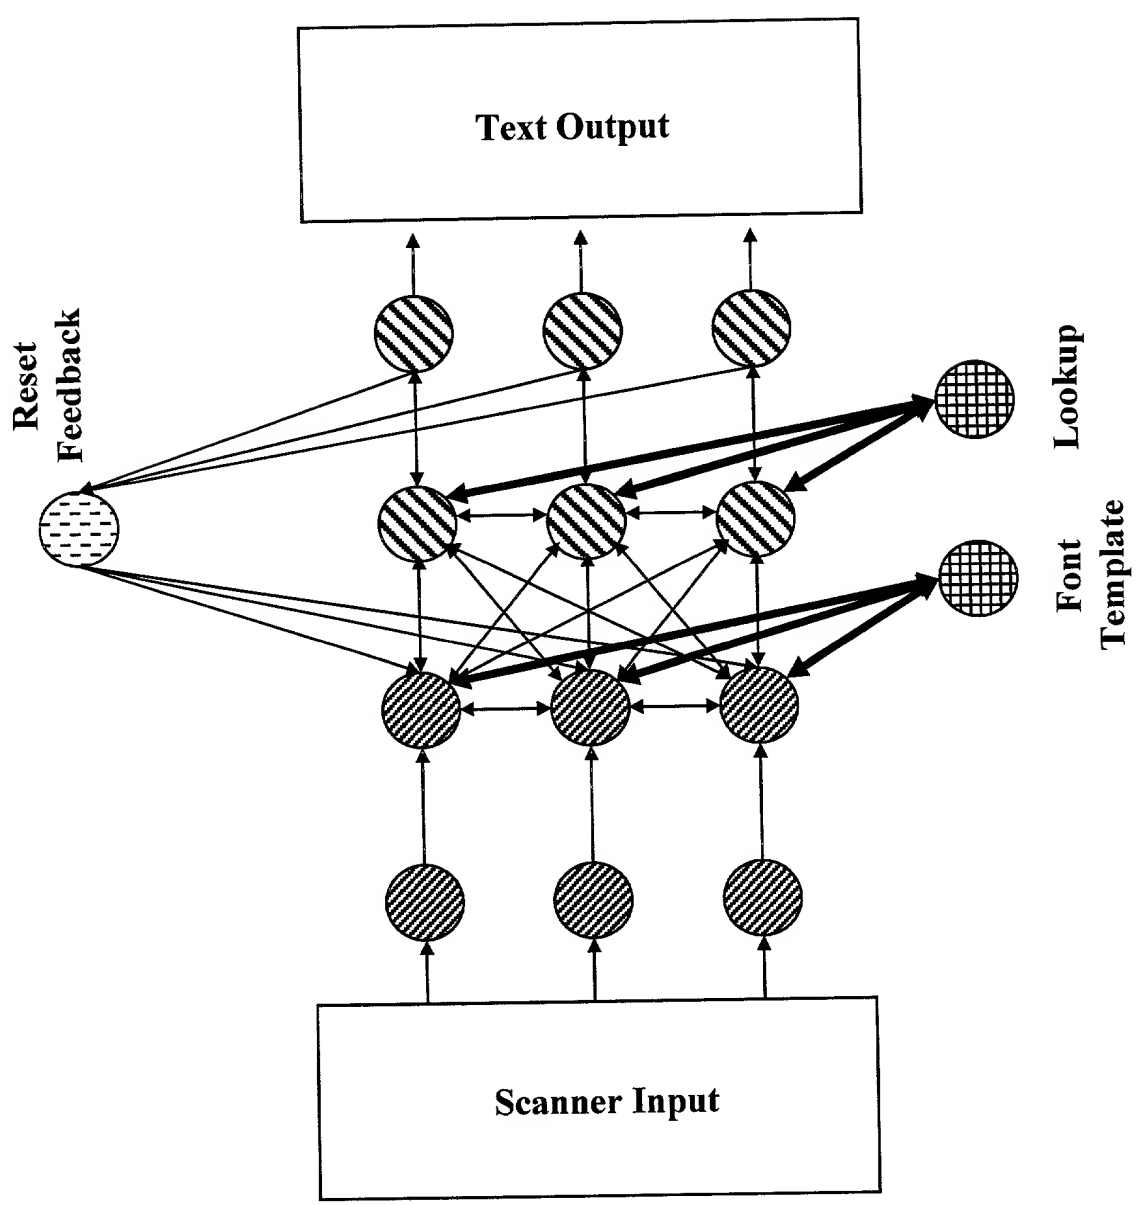 Text Output
Reset
Feedback
Lookup
Font
Template
Scanner Input